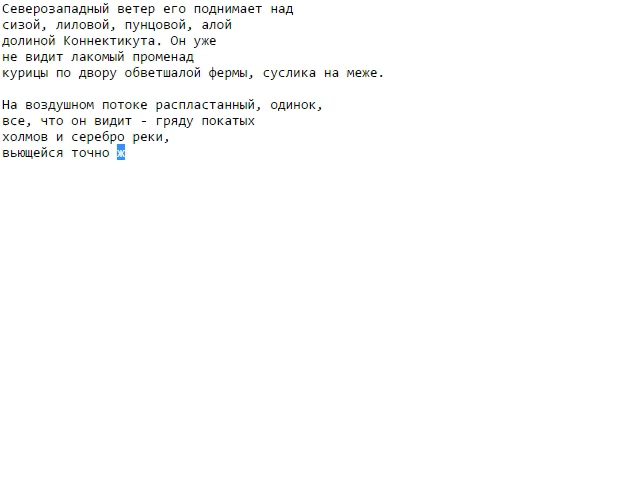 Северозападный ветер его поднимает над
сизой, лиловой, пунцовой, алой
долиной Коннектикута. Он уже
не видит лакомый променад
курицы по двору обветшалой фермы, суслика на меже.

На воздушном потоке распластанный, одинок,
все, что он видит - гряду покатых
холмов и серебро реки,
вьющейся точно ж